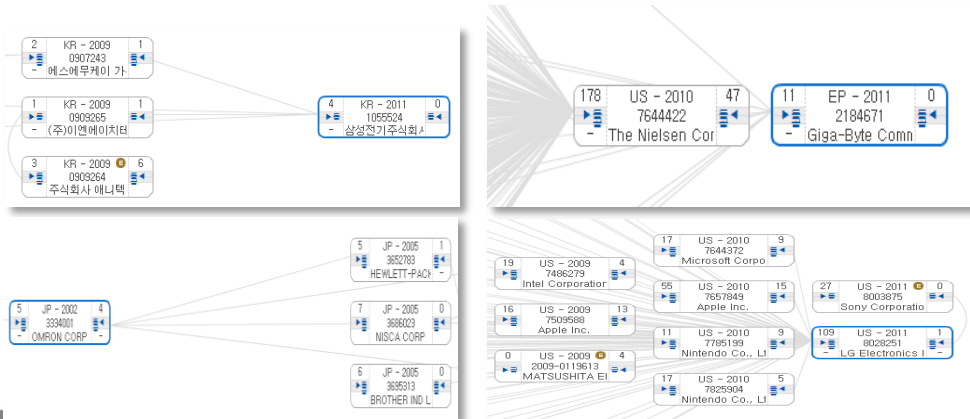 2 KR - 2009 1
0907243
에스에무케이 가
1 KR - 2009 1
0909265
(주)이엔에이치터
3 KR - 2009 6
0909264
주식회사 애니텍
4 KR - 2011 0
1055524
삼성전기주식회
178 US - 2010 47
7644422
The Nielsen Cor
11 EP - 2011 0
2184671
Giga-Byte Comn
5 JP - 2002 4
3334001
OMRON CORP
5 JP - 2005 1
3652783
HEWLETT-PACK
7 JP - 2005 0
3686023
NISCA CORP
6 JP - 2005 0
3695313
BROTHER IND L
19 US - 2009 4
7486279
Intel Corporation
16 US - 2009 13
7509588
Apple Inc.
0 US - 2009 4
2009-0119613
MATSUSHITA El
17 US - 2010 9
7644372
Microsoft Corpo
55 US - 2010 15
7657849
Apple Inc.
11 US - 2010 9
7785199
Nintendo Co., Lt
17 US - 2010 5
7825904
Nintendo Co., Lt
27 US - 2011 0
8003875
Sony Corporatio
109 US - 2011 1
8028251
LG Electronics I